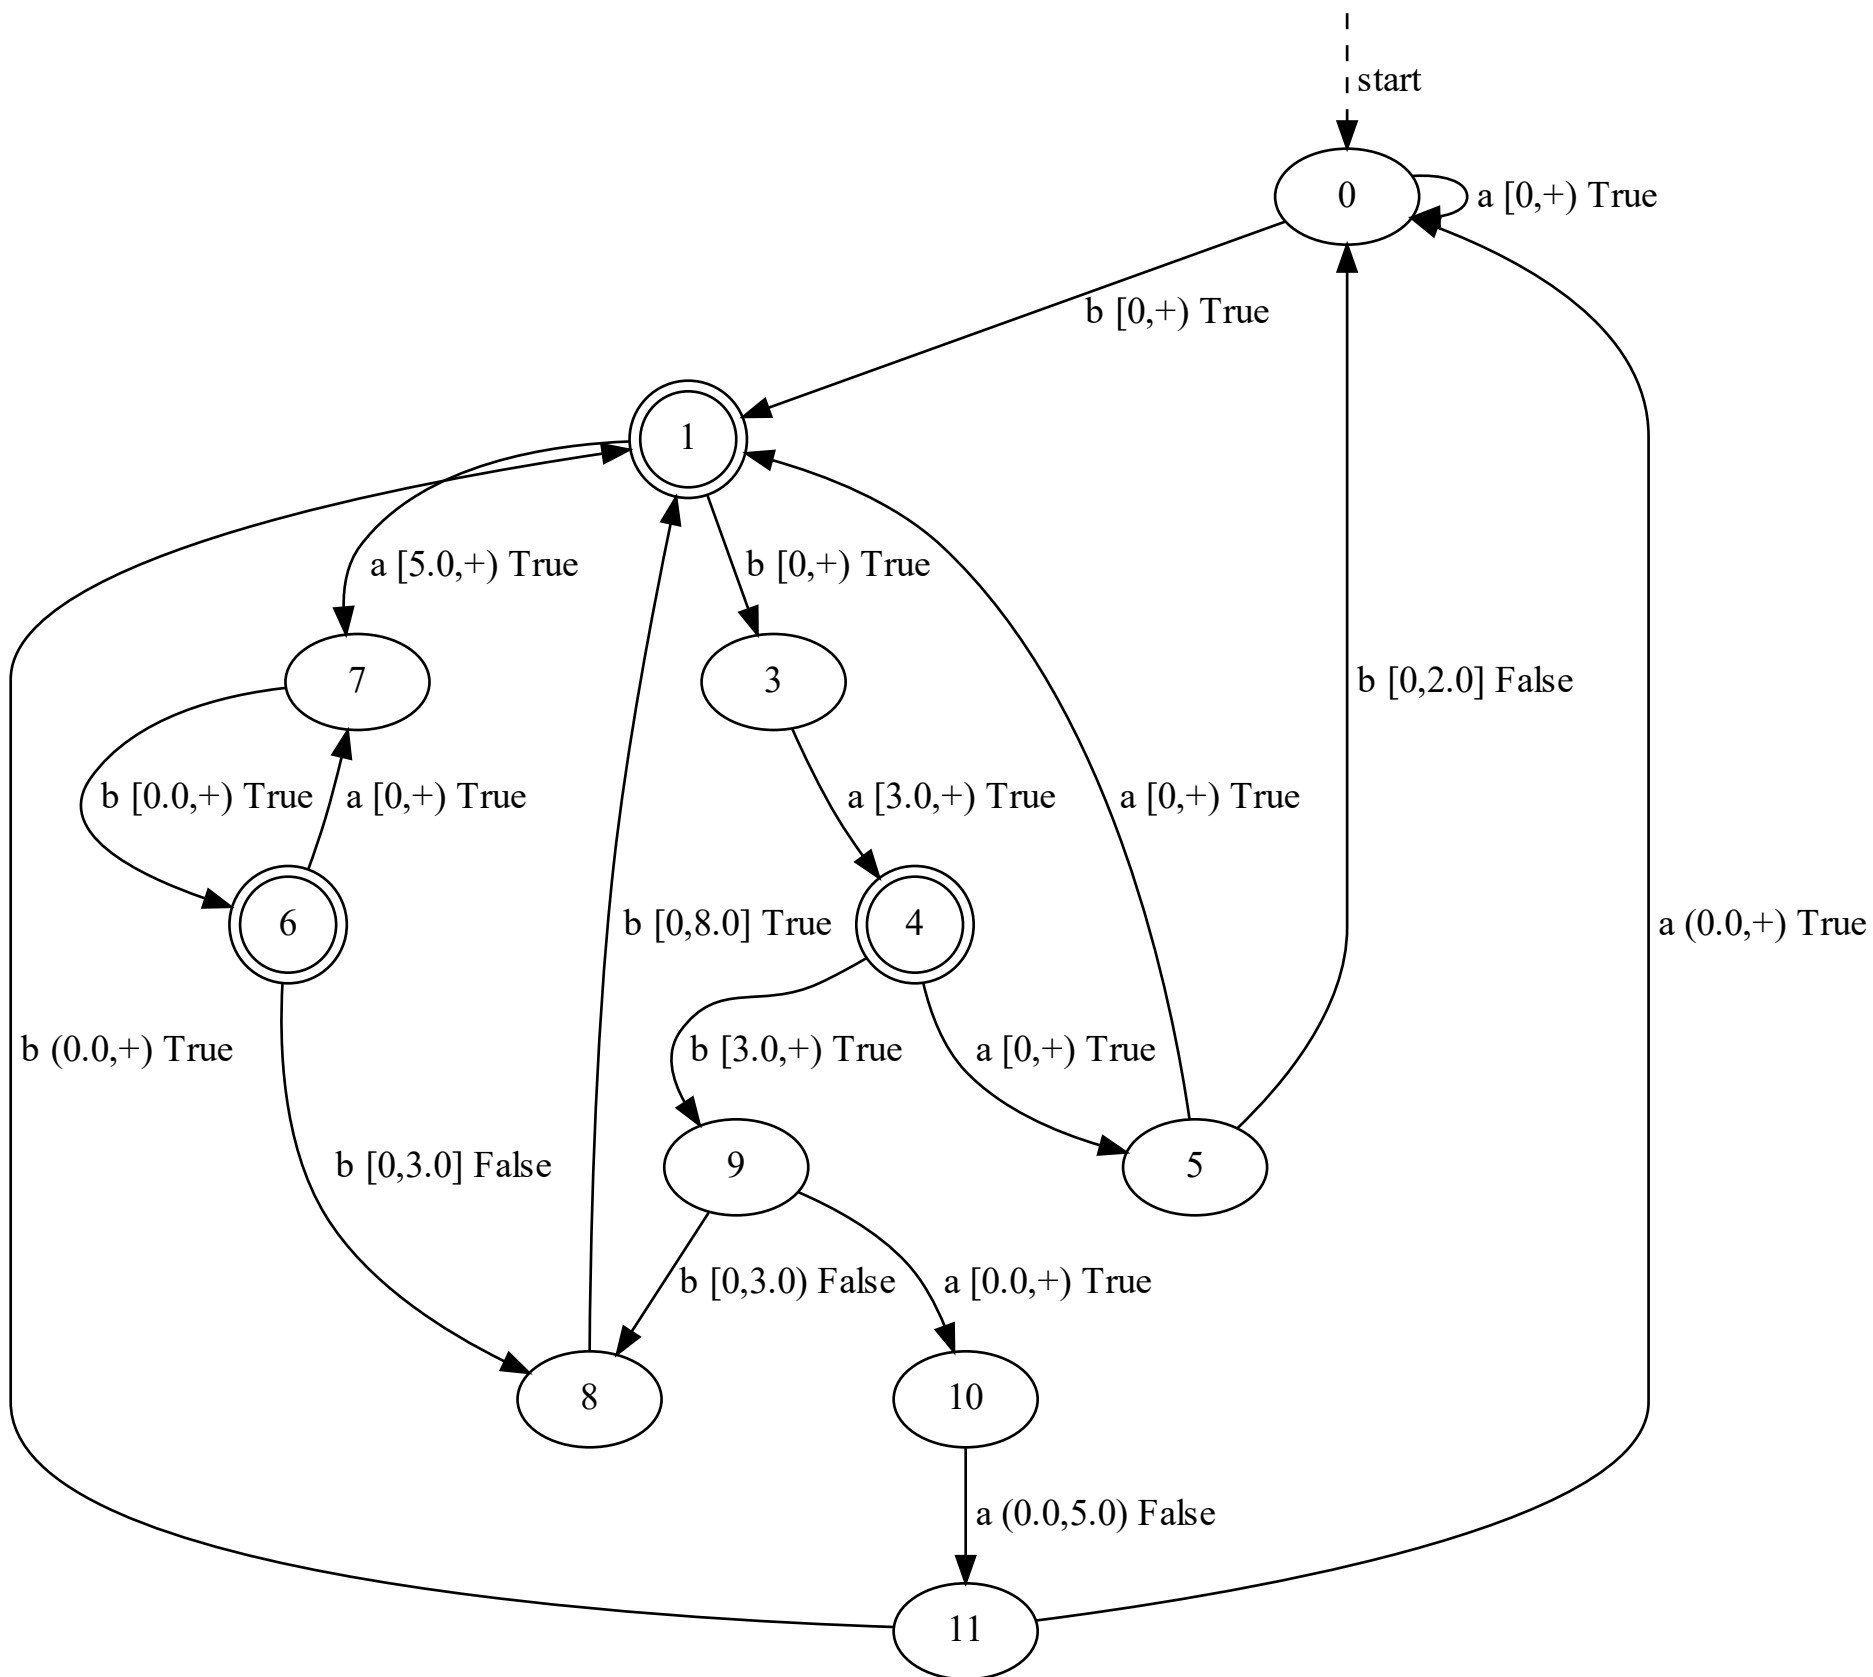 start
0
a [0,+) True
b [0,+) True
1
a [5.0,+) True
b [0,+) True
7
3
b [0,2.0] False
b [0.0,+) True
a [0,+) True
a [3.0,+) True
a [0,+) True
6
b [0,8.0] True
4
a (0.0,+) True
b (0.0,+) True
b [3.0,+) True
a [0,+) True
b [0,3.0] False
9
5
b [0,3.0) False
a [0.0,+) True
8
10
a (0.0,5.0) False
11